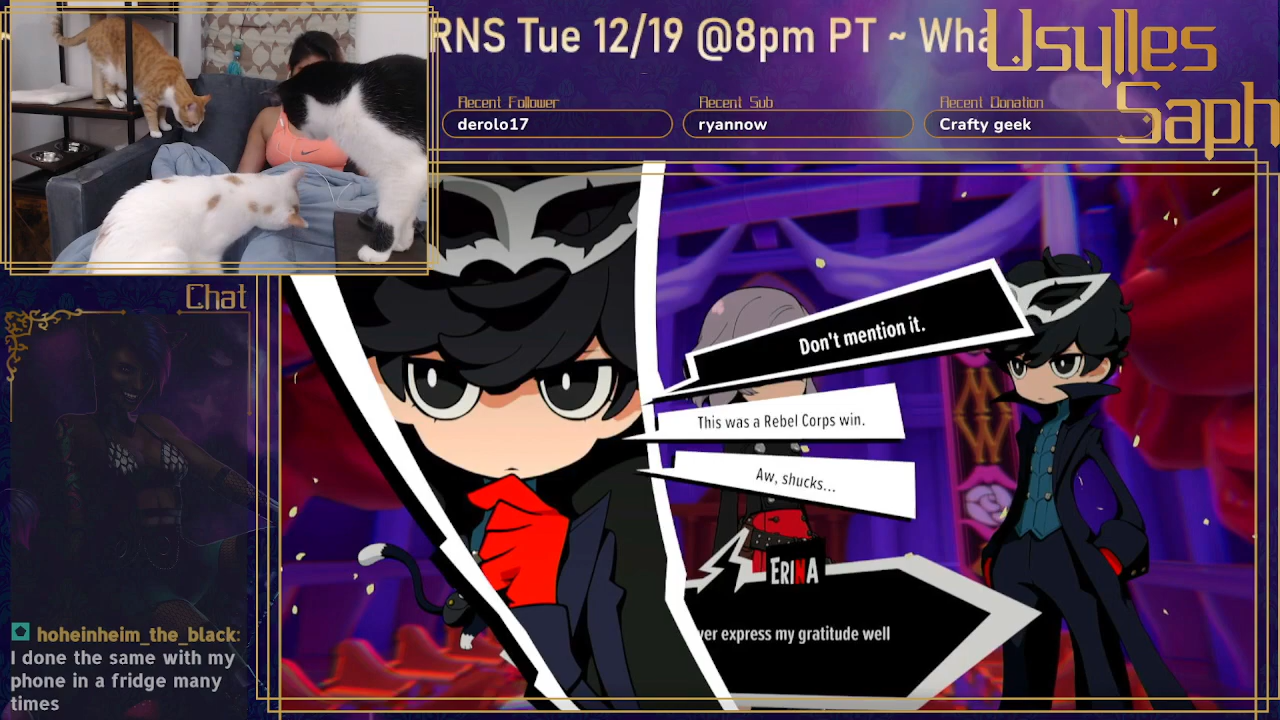 RNS Tue 12/19 @8pm PT ~ Wha
Usylles
Saph
Recent Follower
derolo17
Recent Sub
ryannow
Recent Donation
Crafty geek
Chat
hoheinheim_the_black:
I done the same with my
phone in a fridge many
times
Don't mention it.
This was a Rebel Corps win.
Aw, shucks...
ERINA
ver express my gratitude well